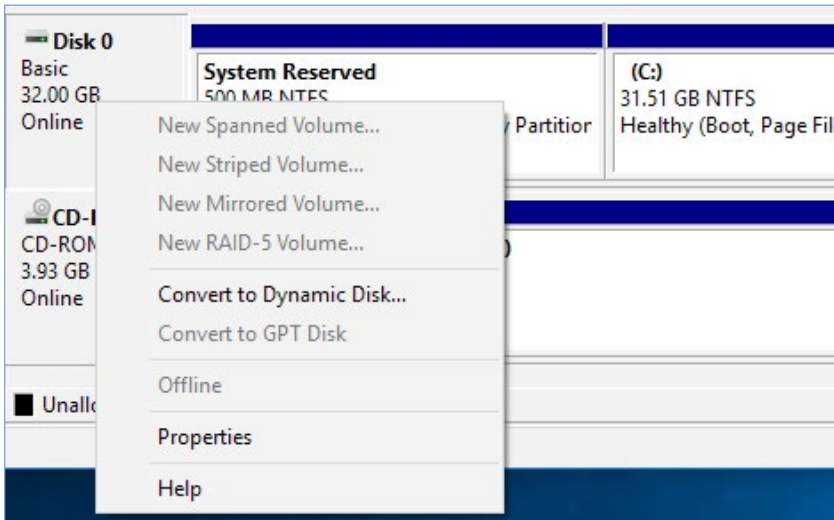 Disk 0
Basic
32.00 GB
Online
System Reserved
500 MB NTFS
Partition
(C:)
31.51 GB NTFS
Healthy (Boot, Page Fil
New Spanned Volume...
New Striped Volume...
New Mirrored Volume...
New RAID-5 Volume...
Convert to Dynamic Disk...
Convert to GPT Disk
Offline
Properties
Help
CD-
CD-ROM
3.93 GB
Online
)
Unallo